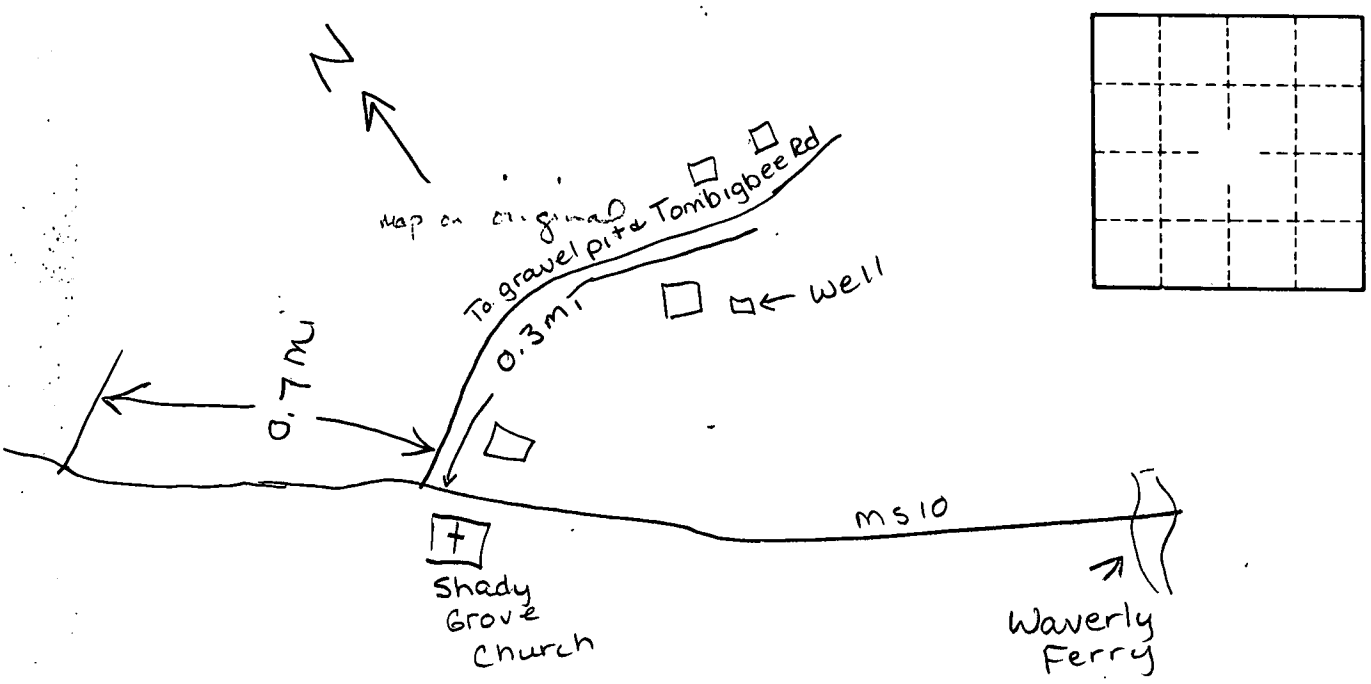 N
map on original
To gravel pit & Tombigbee Rd
0.3 mi
← well
0.7 m
MS 10
Shady
Grove
Church
Waverly
Ferry